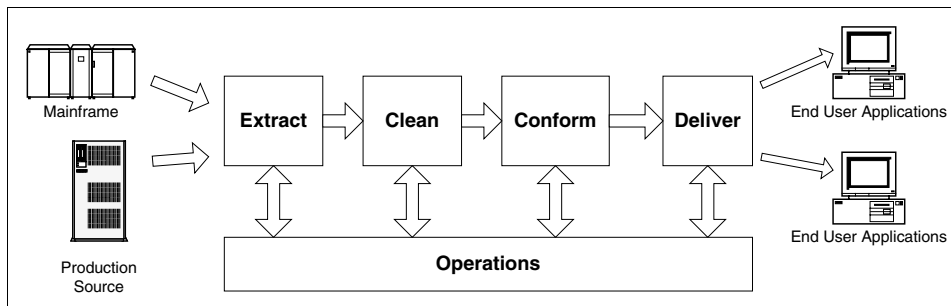 Mainframe
Production
Source
Extract
Clean
Conform
Deliver
Operations
End User Applications
End User Applications